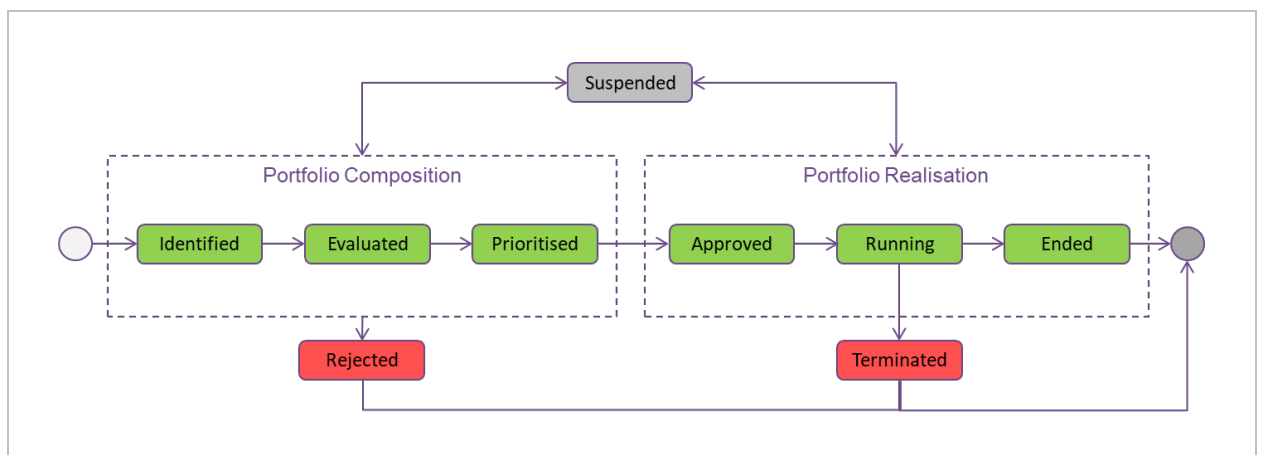 Suspended
Portfolio Composition
Portfolio Realisation
Identified
Evaluated
Prioritised
Approved
Running
Ended
Rejected
Terminated